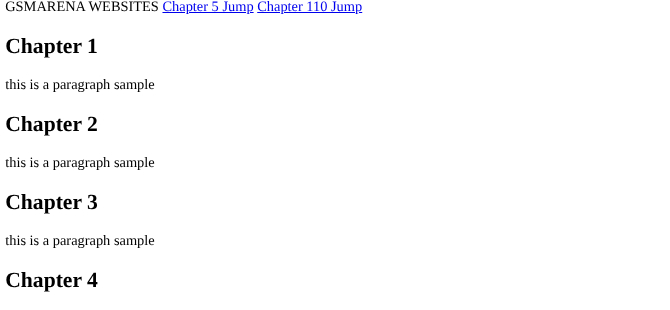 GSMARENA WEBSITES Chapter 5 Jump Chapter 110 Jump
Chapter 1
this is a paragraph sample
Chapter 2
this is a paragraph sample
Chapter 3
this is a paragraph sample
Chapter 4